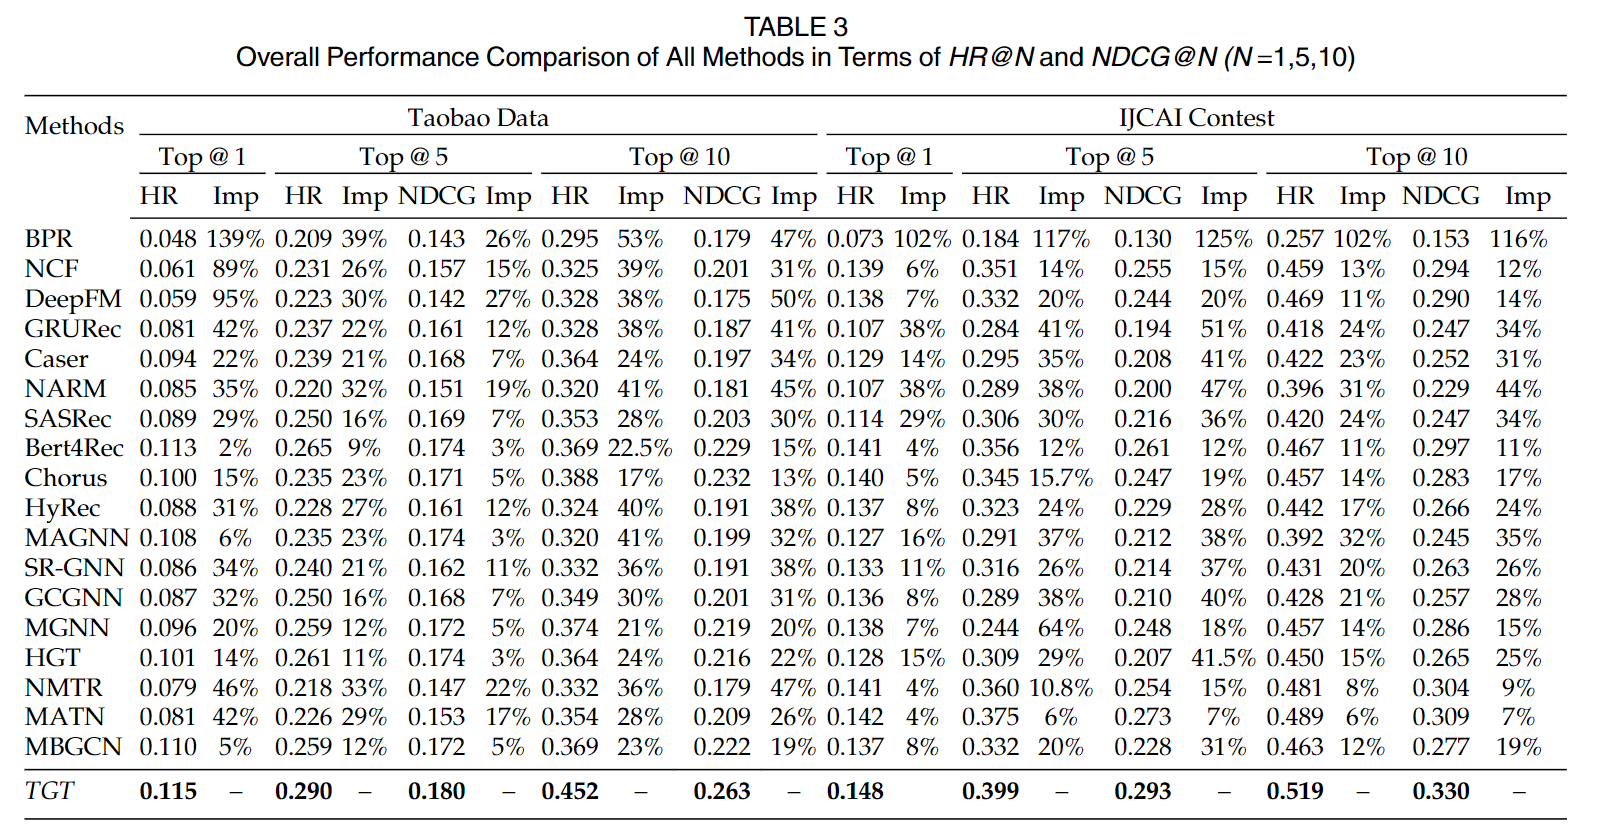 TABLE 3
Overall Performance Comparison of All Methods in Terms of HR@N and NDCG@N (N =1,5,10)
Methods Taobao Data IJCAI Contest
Top @ 1 Top @ 5 Top @ 10 Top @ 1 Top @ 5 Top @ 10
HR Imp HR Imp NDCG Imp HR Imp NDCG Imp HR Imp HR Imp NDCG Imp HR Imp NDCG Imp
BPR 0.048 139% 0.209 39% 0.143 26% 0.295 53% 0.179 47% 0.073 102% 0.184 117% 0.130 125% 0.257 102% 0.153 116%
NCF 0.061 89% 0.231 26% 0.157 15% 0.325 39% 0.201 31% 0.139 6% 0.351 14% 0.255 15% 0.459 13% 0.294 12%
DeepFM 0.059 95% 0.223 30% 0.142 27% 0.328 38% 0.175 50% 0.138 7% 0.332 20% 0.244 20% 0.469 11% 0.290 14%
GRURec 0.081 42% 0.237 22% 0.161 12% 0.328 38% 0.187 41% 0.107 38% 0.284 41% 0.194 51% 0.418 24% 0.247 34%
Caser 0.094 22% 0.239 21% 0.168 7% 0.364 24% 0.197 34% 0.129 14% 0.295 35% 0.208 41% 0.422 23% 0.252 31%
NARM 0.085 35% 0.220 32% 0.151 19% 0.320 41% 0.181 45% 0.107 38% 0.289 38% 0.200 47% 0.396 31% 0.229 44%
SASRec 0.089 29% 0.250 16% 0.169 7% 0.353 28% 0.203 30% 0.114 29% 0.306 30% 0.216 36% 0.420 24% 0.247 34%
Bert4Rec 0.113 2% 0.265 9% 0.174 3% 0.369 22.5% 0.229 15% 0.141 4% 0.356 12% 0.261 12% 0.467 11% 0.297 11%
Chorus 0.100 15% 0.235 23% 0.171 5% 0.388 17% 0.232 13% 0.140 5% 0.345 15.7% 0.247 19% 0.457 14% 0.283 17%
HyRec 0.088 31% 0.228 27% 0.161 12% 0.324 40% 0.191 38% 0.137 8% 0.323 24% 0.229 28% 0.442 17% 0.266 24%
MAGNN 0.108 6% 0.235 23% 0.174 3% 0.320 41% 0.199 32% 0.127 16% 0.291 37% 0.212 38% 0.392 32% 0.245 35%
SR-GNN 0.086 34% 0.240 21% 0.162 11% 0.332 36% 0.191 38% 0.133 11% 0.316 26% 0.214 37% 0.431 20% 0.263 26%
GCGNN 0.087 32% 0.250 16% 0.168 7% 0.349 30% 0.201 31% 0.136 8% 0.289 38% 0.210 40% 0.428 21% 0.257 28%
MGNN 0.096 20% 0.259 12% 0.172 5% 0.374 21% 0.219 20% 0.138 7% 0.244 64% 0.248 18% 0.457 14% 0.286 15%
HGT 0.101 14% 0.261 11% 0.174 3% 0.364 24% 0.216 22% 0.128 15% 0.309 29% 0.207 41.5% 0.450 15% 0.265 25%
NMTR 0.079 46% 0.218 33% 0.147 22% 0.332 36% 0.179 47% 0.141 4% 0.360 10.8% 0.254 15% 0.481 8% 0.304 9%
MATN 0.081 42% 0.226 29% 0.153 17% 0.354 28% 0.209 26% 0.142 4% 0.375 6% 0.273 7% 0.489 6% 0.309 7%
MBGCN 0.110 5% 0.259 12% 0.172 5% 0.369 23% 0.222 19% 0.137 8% 0.332 20% 0.228 31% 0.463 12% 0.277 19%
TGT 0.115 – 0.290 – 0.180 – 0.452 – 0.263 – 0.148 0.399 – 0.293 – 0.519 – 0.330 –